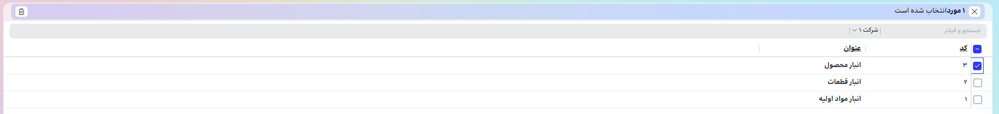 ۱ موردانتخاب شده است
جستجو و فیلتر شرکت ۱
کد عنوان
۳ انبار محصول
۲ انبار قطعات
۱ انبار مواد اولیه